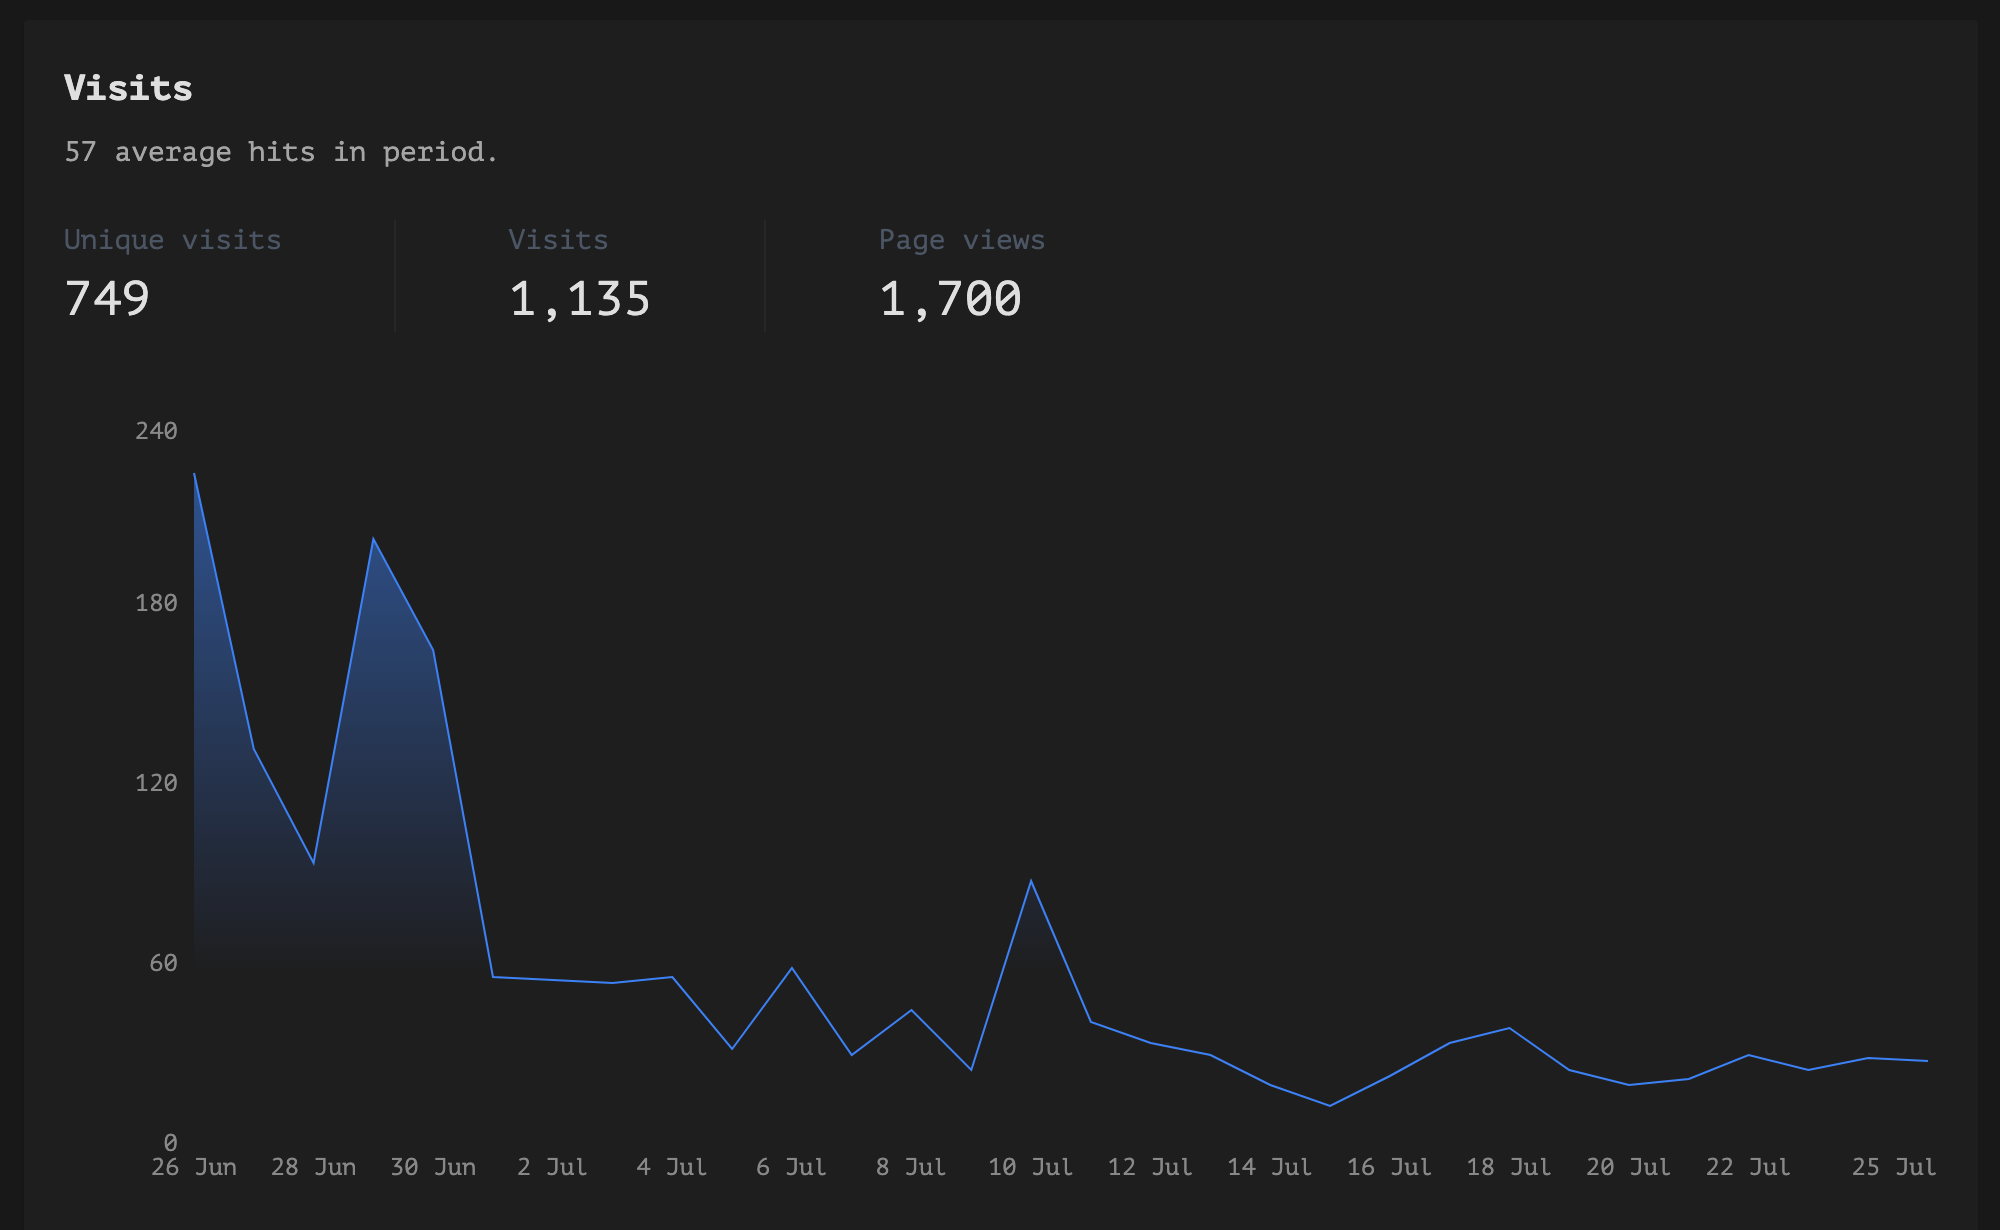 Visits
57 average hits in period.
Unique visits
749
Visits
1,135
Page views
1,700
240
180
120
60
0
26 Jun 28 Jun 30 Jun 2 Jul 4 Jul 6 Jul 8 Jul 10 Jul 12 Jul 14 Jul 16 Jul 18 Jul 20 Jul 22 Jul 25 Jul